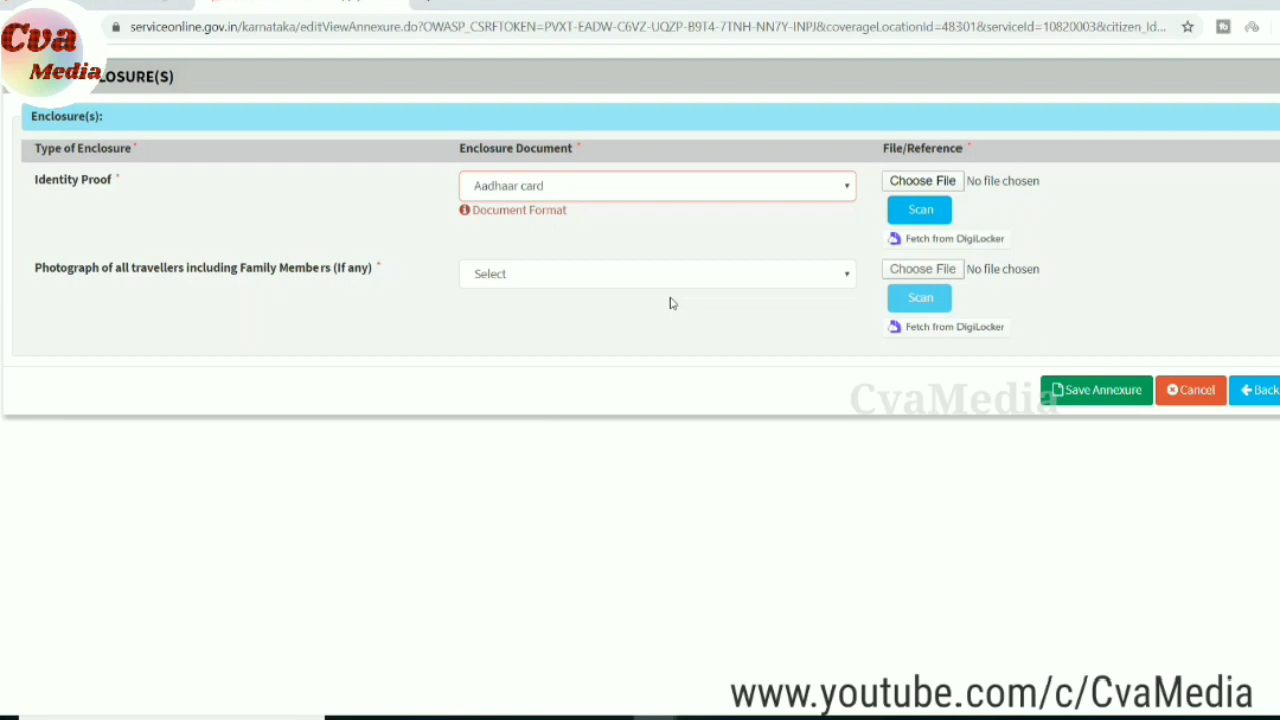 serviceonline.gov.in/karnataka/editViewAnnexure.do?OWASP_CSRFTOKEN=PVXT-EADW-C6VZ-UQZP-B9T4-7TNH-NN7Y-INPJ&coverageLocationId=48301&serviceId=10820003&citizen_Id...
Cva
Media
LOSURE(S)
Enclosure(s):
Type of Enclosure * Enclosure Document * File/Reference *
Identity Proof * Aadhaar card Choose File No file chosen
Document Format Scan
Fetch from DigiLocker
Photograph of all travellers including Family Members (If any) * Select Choose File No file chosen
Scan
Fetch from DigiLocker
CvaMedia Save Annexure Cancel Back
www.youtube.com/c/CvaMedia